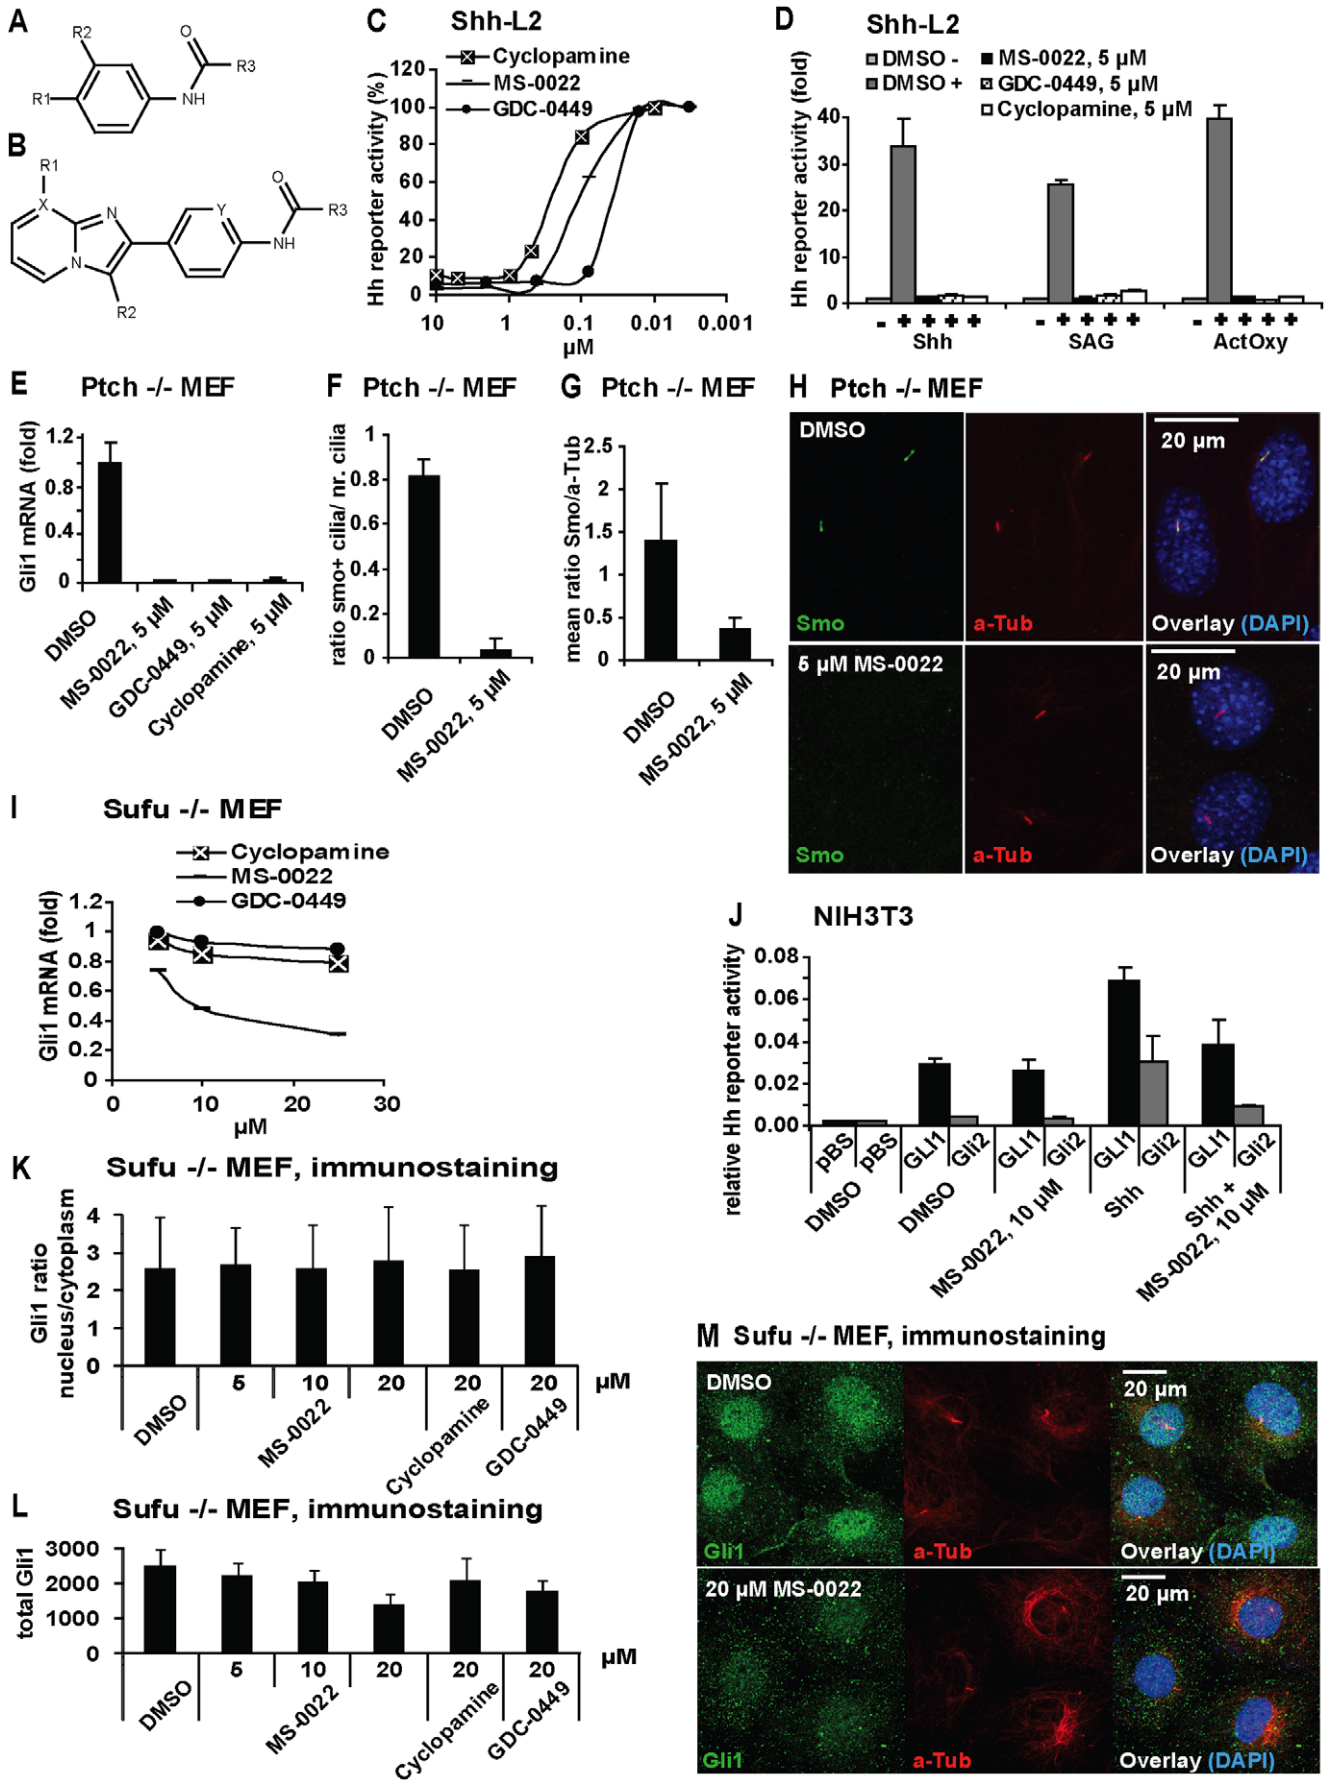 A
R2
O
R3
R1
NH
B
R1
X
N
N
R2
Y
O
NH
R3
C Shh-L2
Cyclopamine
MS-0022
GDC-0449
Hh reporter activity (%)
120
100
80
60
40
20
0
10 1 0.1 0.01 0.001
µM
D Shh-L2
DMSO - MS-0022, 5 µM
DMSO + GDC-0449, 5 µM
Cyclopamine, 5 µM
Hh reporter activity (fold)
40
30
20
10
0
- + + + + - + + + + - + + + +
Shh SAG ActOxy
E Ptch -/- MEF
Gli1 mRNA (fold)
1.2
0.8
0.4
0
DMSO
MS-0022, 5 µM
GDC-0449, 5 µM
Cyclopamine, 5 µM
F Ptch -/- MEF
ratio smo+ cilia/ nr. cilia
1
0.8
0.6
0.4
0.2
0
DMSO
MS-0022, 5 µM
G Ptch -/- MEF
mean ratio Smo/a-Tub
2.5
2
1.5
1
0.5
0
DMSO
MS-0022, 5 µM
H Ptch -/- MEF
DMSO
20 µm
Smo a-Tub Overlay (DAPI)
5 µM MS-0022
20 µm
Smo a-Tub Overlay (DAPI)
I Sufu -/- MEF
Cyclopamine
MS-0022
GDC-0449
Gli1 mRNA (fold)
1.2
1
0.8
0.6
0.4
0.2
0
0 10 20 30
µM
J NIH3T3
relative Hh reporter activity
0.08
0.06
0.04
0.02
0.00
pBS pBS GLI1 Gli2 GLI1 Gli2 GLI1 Gli2 GLI1 Gli2
DMSO
DMSO
MS-0022, 10 µM
Shh
Shh +
MS-0022, 10 µM
K Sufu -/- MEF, immunostaining
Gli1 ratio
nucleus/cytoplasm
4
3
2
1
0
5 10 20 20 20 µM
DMSO
MS-0022
Cyclopamine
GDC-0449
L Sufu -/- MEF, immunostaining
total Gli1
3000
2000
1000
0
5 10 20 20 20 µM
DMSO
MS-0022
Cyclopamine
GDC-0449
M Sufu -/- MEF, immunostaining
DMSO
20 µm
Gli1 a-Tub Overlay (DAPI)
20 µM MS-0022
20 µm
Gli1 a-Tub Overlay (DAPI)